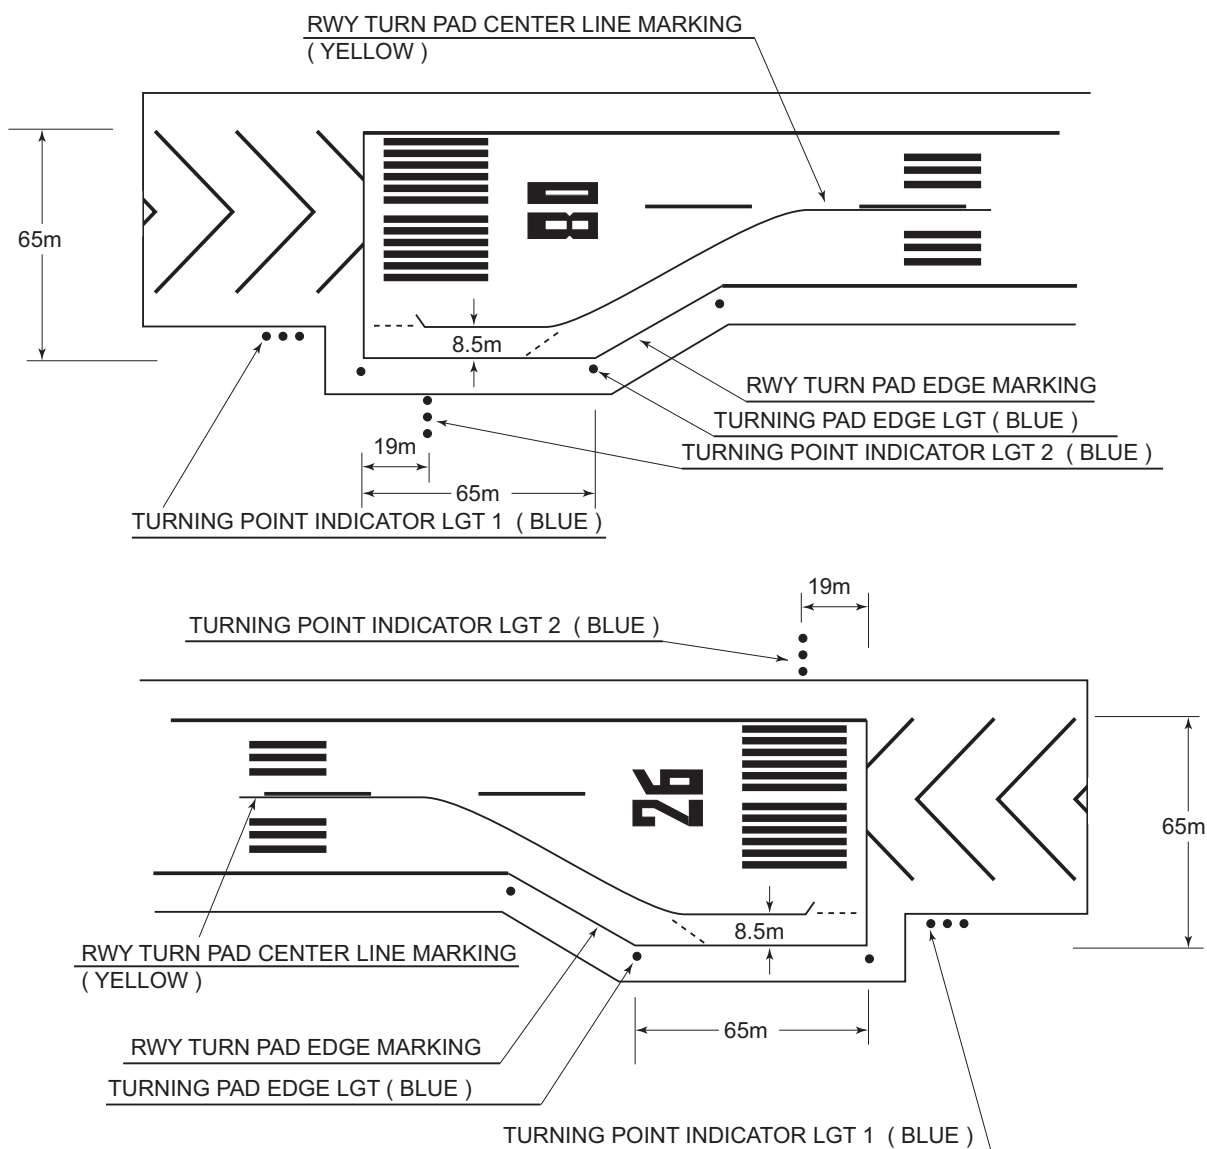 RWY TURN PAD CENTER LINE MARKING
( YELLOW )
65m
08
8.5m
RWY TURN PAD EDGE MARKING
TURNING PAD EDGE LGT ( BLUE )
19m
TURNING POINT INDICATOR LGT 2 ( BLUE )
65m
TURNING POINT INDICATOR LGT 1 ( BLUE )
19m
TURNING POINT INDICATOR LGT 2 ( BLUE )
26
65m
8.5m
RWY TURN PAD CENTER LINE MARKING
( YELLOW )
65m
RWY TURN PAD EDGE MARKING
TURNING PAD EDGE LGT ( BLUE )
TURNING POINT INDICATOR LGT 1 ( BLUE )